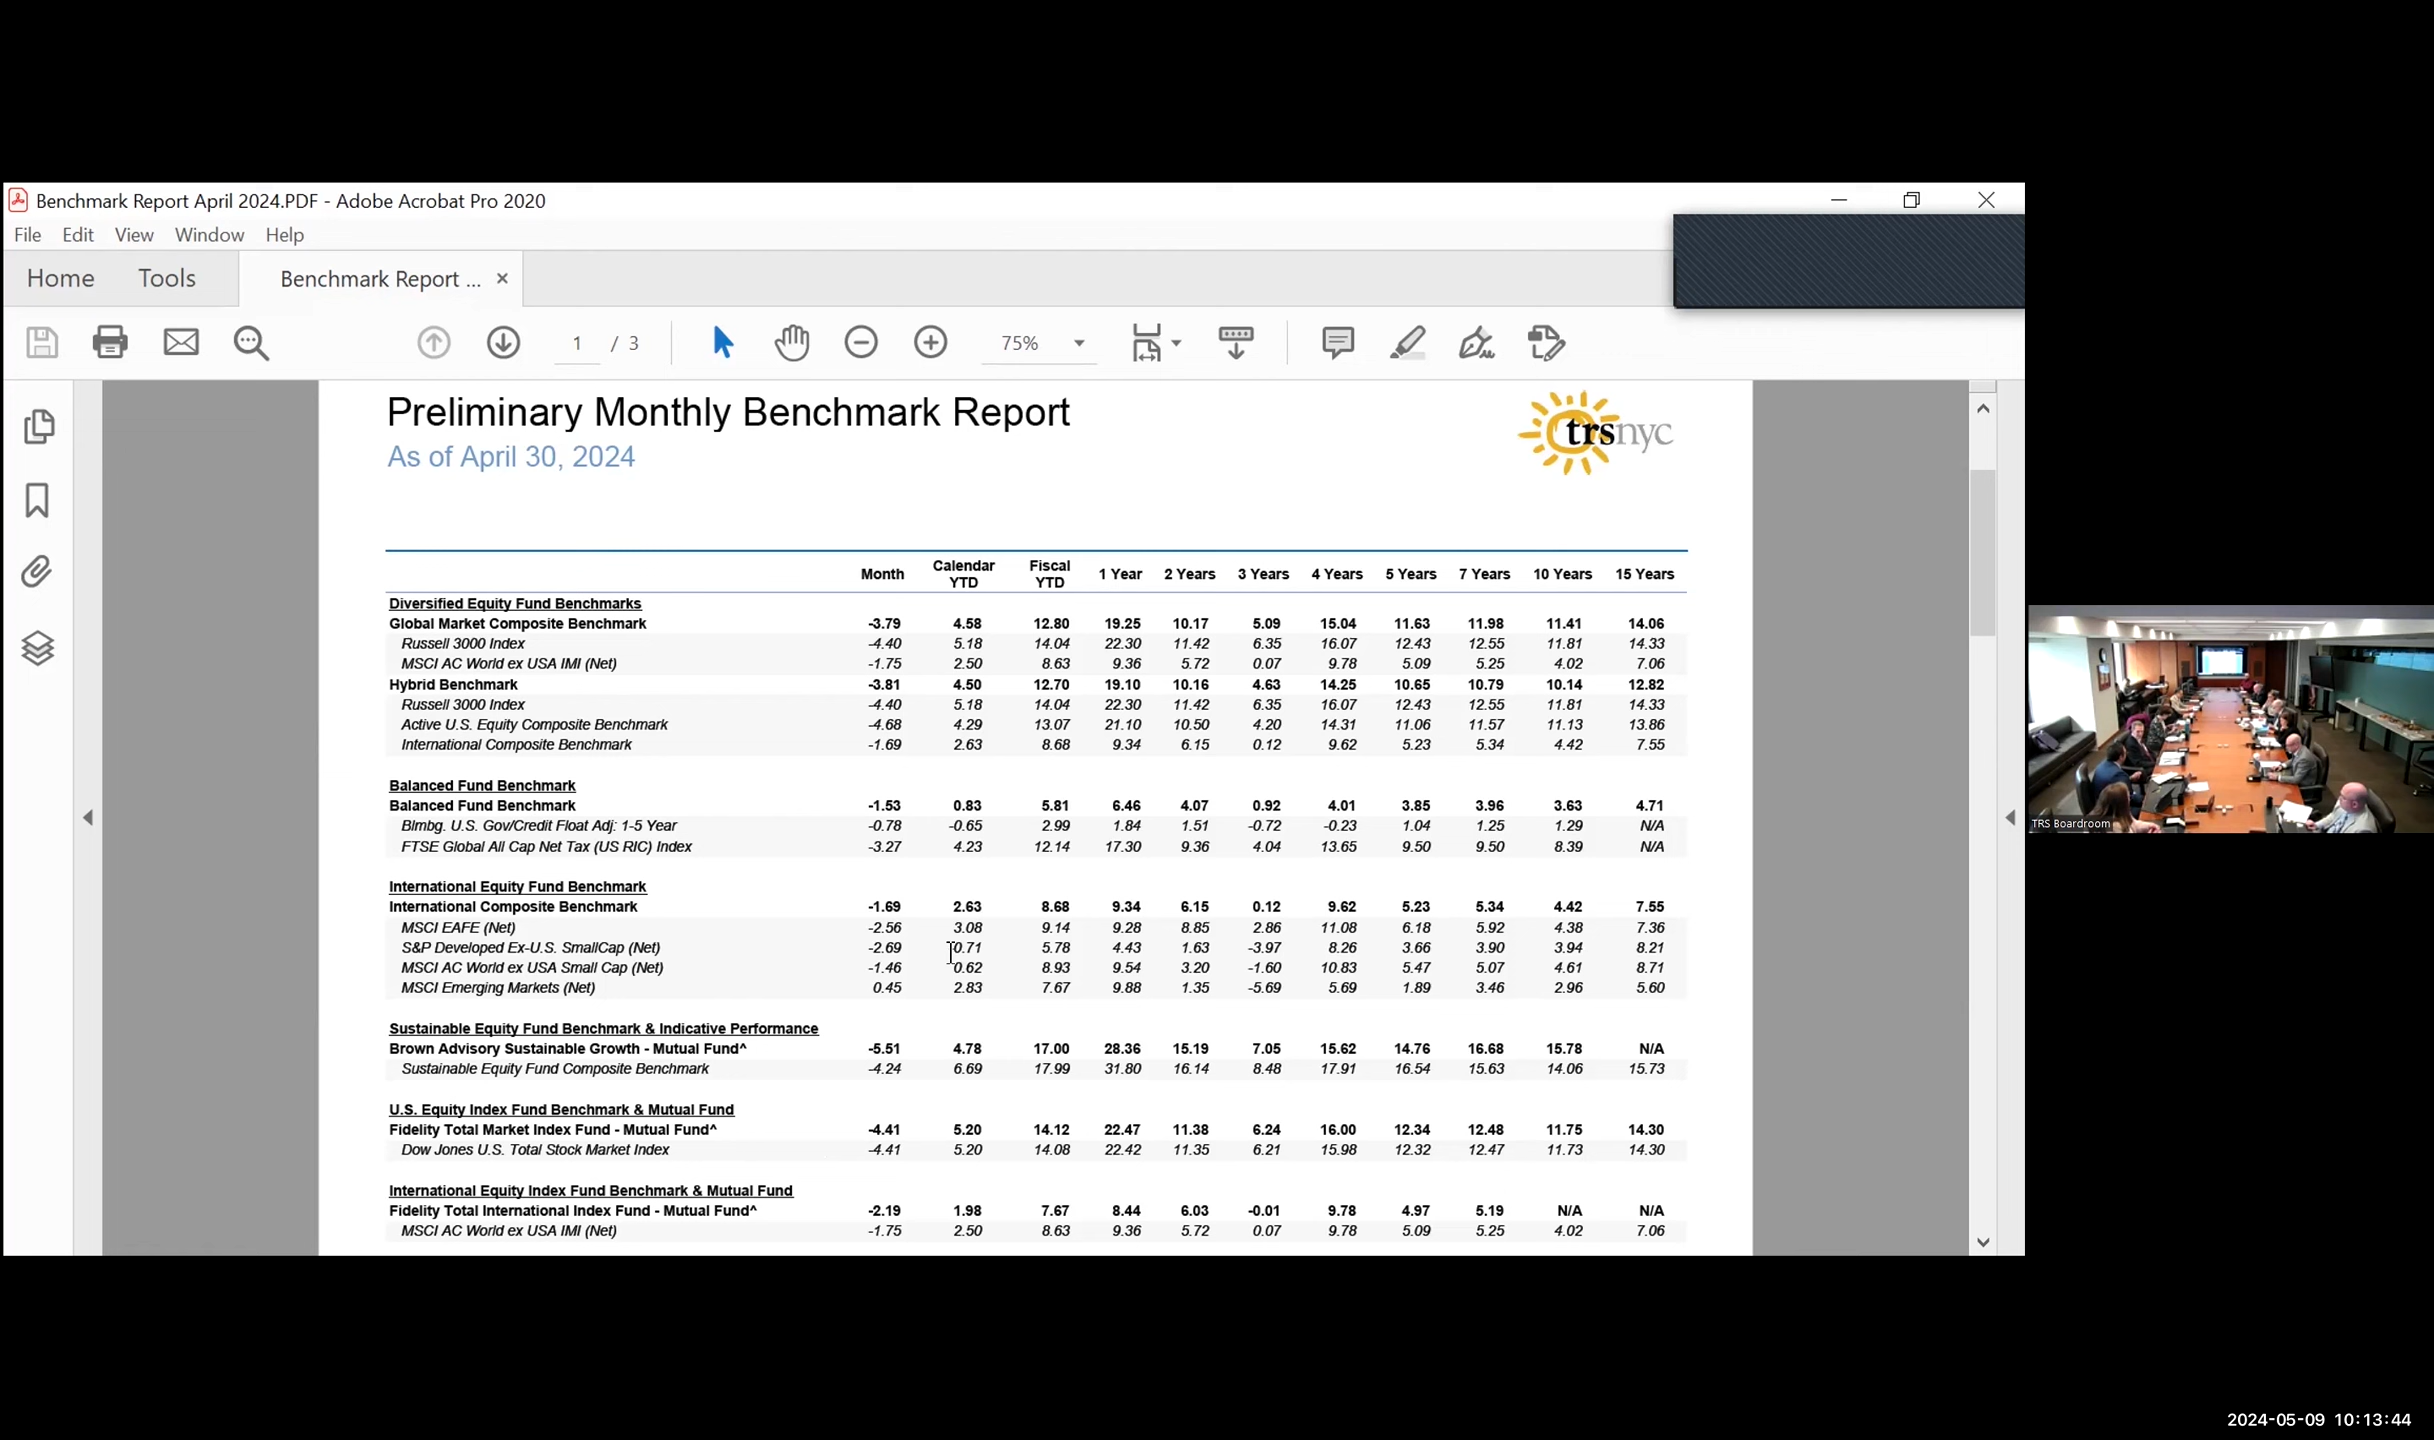 Benchmark Report April 2024.PDF - Adobe Acrobat Pro 2020
File Edit View Window Help
Home Tools Benchmark Report ... ×
1 / 3 75%
Preliminary Monthly Benchmark Report
As of April 30, 2024
trsnyc
Month Calendar YTD Fiscal YTD 1 Year 2 Years 3 Years 4 Years 5 Years 7 Years 10 Years 15 Years
Diversified Equity Fund Benchmarks
Global Market Composite Benchmark -3.79 4.58 12.80 19.25 10.17 5.09 15.04 11.63 11.98 11.41 14.06
Russell 3000 Index -4.40 5.18 14.04 22.30 11.42 6.35 16.07 12.43 12.55 11.81 14.33
MSCI AC World ex USA IMI (Net) -1.75 2.50 8.63 9.36 5.72 0.07 9.78 5.09 5.25 4.02 7.06
Hybrid Benchmark -3.81 4.50 12.70 19.10 10.16 4.63 14.25 10.65 10.79 10.14 12.82
Russell 3000 Index -4.40 5.18 14.04 22.30 11.42 6.35 16.07 12.43 12.55 11.81 14.33
Active U.S. Equity Composite Benchmark -4.68 4.29 13.07 21.10 10.50 4.20 14.31 11.06 11.57 11.13 13.86
International Composite Benchmark -1.69 2.63 8.68 9.34 6.15 0.12 9.62 5.23 5.34 4.42 7.55
Balanced Fund Benchmark
Balanced Fund Benchmark -1.53 0.83 5.81 6.46 4.07 0.92 4.01 3.85 3.96 3.63 4.71
Blmbg. U.S. Gov/Credit Float Adj: 1-5 Year -0.78 -0.65 2.99 1.84 1.51 -0.72 -0.23 1.04 1.25 1.29 N/A
FTSE Global All Cap Net Tax (US RIC) Index -3.27 4.23 12.14 17.30 9.36 4.04 13.65 9.50 9.50 8.39 N/A
International Equity Fund Benchmark
International Composite Benchmark -1.69 2.63 8.68 9.34 6.15 0.12 9.62 5.23 5.34 4.42 7.55
MSCI EAFE (Net) -2.56 3.08 9.14 9.28 8.85 2.86 11.08 6.18 5.92 4.38 7.36
S&P Developed Ex-U.S. SmallCap (Net) -2.69 0.71 5.78 4.43 1.63 -3.97 8.26 3.66 3.90 3.94 8.21
MSCI AC World ex USA Small Cap (Net) -1.46 0.62 8.93 9.54 3.20 -1.60 10.83 5.47 5.07 4.61 8.71
MSCI Emerging Markets (Net) 0.45 2.83 7.67 9.88 1.35 -5.69 5.69 1.89 3.46 2.96 5.60
Sustainable Equity Fund Benchmark & Indicative Performance
Brown Advisory Sustainable Growth - Mutual Fund^ -5.51 4.78 17.00 28.36 15.19 7.05 15.62 14.76 16.68 15.78 N/A
Sustainable Equity Fund Composite Benchmark -4.24 6.69 17.99 31.80 16.14 8.48 17.91 16.54 15.63 14.06 15.73
U.S. Equity Index Fund Benchmark & Mutual Fund
Fidelity Total Market Index Fund - Mutual Fund^ -4.41 5.20 14.12 22.47 11.38 6.24 16.00 12.34 12.48 11.75 14.30
Dow Jones U.S. Total Stock Market Index -4.41 5.20 14.08 22.42 11.35 6.21 15.98 12.32 12.47 11.73 14.30
International Equity Index Fund Benchmark & Mutual Fund
Fidelity Total International Index Fund - Mutual Fund^ -2.19 1.98 7.67 8.44 6.03 -0.01 9.78 4.97 5.19 N/A N/A
MSCI AC World ex USA IMI (Net) -1.75 2.50 8.63 9.36 5.72 0.07 9.78 5.09 5.25 4.02 7.06
TRS Boardroom
2024-05-09 10:13:44